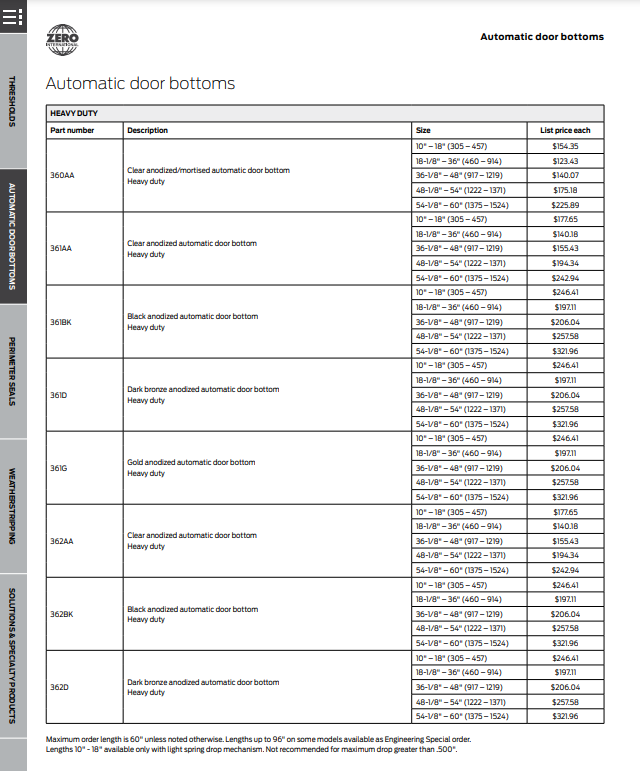 ZERO
INTERNATIONAL
Automatic door bottoms
THRESHOLDS
AUTOMATIC DOOR BOTTOMS
PERIMETER SEALS
WEATHERSTRIPPING
SOLUTIONS & SPECIALTY PRODUCTS
Automatic door bottoms
HEAVY DUTY
Part number Description Size List price each
360AA Clear anodized/mortised automatic door bottom
Heavy duty
10" – 18" (305 – 457) $154.35
18-1/8" – 36" (460 – 914) $123.43
36-1/8" – 48" (917 – 1219) $140.07
48-1/8" – 54" (1222 – 1371) $175.18
54-1/8" – 60" (1375 – 1524) $225.89
361AA Clear anodized automatic door bottom
Heavy duty
10" – 18" (305 – 457) $177.65
18-1/8" – 36" (460 – 914) $140.18
36-1/8" – 48" (917 – 1219) $155.43
48-1/8" – 54" (1222 – 1371) $194.34
54-1/8" – 60" (1375 – 1524) $242.94
361BK Black anodized automatic door bottom
Heavy duty
10" – 18" (305 – 457) $246.41
18-1/8" – 36" (460 – 914) $197.11
36-1/8" – 48" (917 – 1219) $206.04
48-1/8" – 54" (1222 – 1371) $257.58
54-1/8" – 60" (1375 – 1524) $321.96
361D Dark bronze anodized automatic door bottom
Heavy duty
10" – 18" (305 – 457) $246.41
18-1/8" – 36" (460 – 914) $197.11
36-1/8" – 48" (917 – 1219) $206.04
48-1/8" – 54" (1222 – 1371) $257.58
54-1/8" – 60" (1375 – 1524) $321.96
361G Gold anodized automatic door bottom
Heavy duty
10" – 18" (305 – 457) $246.41
18-1/8" – 36" (460 – 914) $197.11
36-1/8" – 48" (917 – 1219) $206.04
48-1/8" – 54" (1222 – 1371) $257.58
54-1/8" – 60" (1375 – 1524) $321.96
362AA Clear anodized automatic door bottom
Heavy duty
10" – 18" (305 – 457) $177.65
18-1/8" – 36" (460 – 914) $140.18
36-1/8" – 48" (917 – 1219) $155.43
48-1/8" – 54" (1222 – 1371) $194.34
54-1/8" – 60" (1375 – 1524) $242.94
362BK Black anodized automatic door bottom
Heavy duty
10" – 18" (305 – 457) $246.41
18-1/8" – 36" (460 – 914) $197.11
36-1/8" – 48" (917 – 1219) $206.04
48-1/8" – 54" (1222 – 1371) $257.58
54-1/8" – 60" (1375 – 1524) $321.96
362D Dark bronze anodized automatic door bottom
Heavy duty
10" – 18" (305 – 457) $246.41
18-1/8" – 36" (460 – 914) $197.11
36-1/8" – 48" (917 – 1219) $206.04
48-1/8" – 54" (1222 – 1371) $257.58
54-1/8" – 60" (1375 – 1524) $321.96
Maximum order length is 60" unless noted otherwise. Lengths up to 96" on some models available as Engineering Special order.
Lengths 10" - 18" available only with light spring drop mechanism. Not recommended for maximum drop greater than .500".